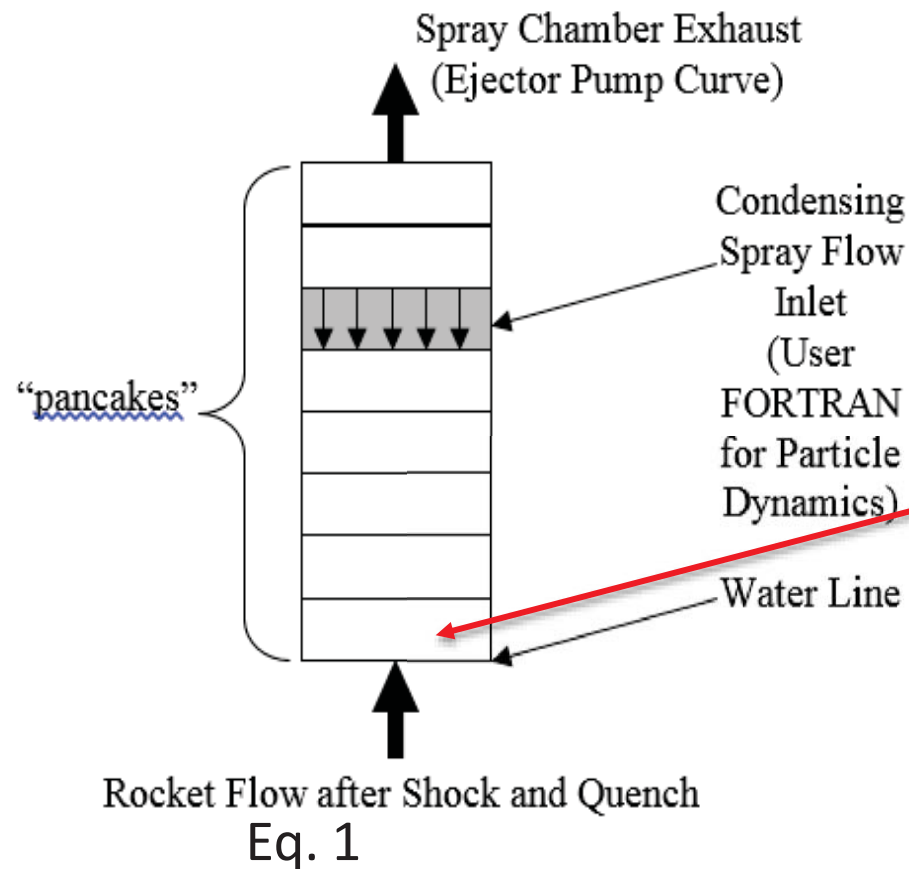 Spray Chamber Exhaust
(Ejector Pump Curve)
Condensing
Spray Flow
Inlet
(User
FORTRAN
for Particle
Dynamics)
“pancakes”
Water Line
Rocket Flow after Shock and Quench
Eq. 1